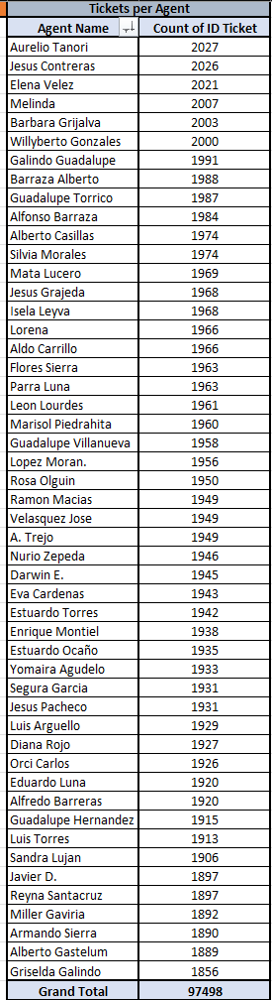 Tickets per Agent
Agent Name Count of ID Ticket
Aurelio Tanori 2027
Jesus Contreras 2026
Elena Velez 2021
Melinda 2007
Barbara Grijalva 2003
Willyberto Gonzales 2000
Galindo Guadalupe 1991
Barraza Alberto 1988
Guadalupe Torrico 1987
Alfonso Barraza 1984
Alberto Casillas 1974
Silvia Morales 1974
Mata Lucero 1969
Jesus Grajeda 1968
Isela Leyva 1968
Lorena 1966
Aldo Carrillo 1966
Flores Sierra 1963
Parra Luna 1963
Leon Lourdes 1961
Marisol Piedrahita 1960
Guadalupe Villanueva 1958
Lopez Moran. 1956
Rosa Olguin 1950
Ramon Macias 1949
Velasquez Jose 1949
A. Trejo 1949
Nurio Zepeda 1946
Darwin E. 1945
Eva Cardenas 1943
Estuardo Torres 1942
Enrique Montiel 1938
Estuardo Ocaño 1935
Yomaira Agudelo 1933
Segura Garcia 1931
Jesus Pacheco 1931
Luis Arguello 1929
Diana Rojo 1927
Orci Carlos 1926
Eduardo Luna 1920
Alfredo Barreras 1920
Guadalupe Hernandez 1915
Luis Torres 1913
Sandra Lujan 1906
Javier D. 1897
Reyna Santacruz 1897
Miller Gaviria 1892
Armando Sierra 1890
Alberto Gastelum 1889
Griselda Galindo 1856
Grand Total 97498